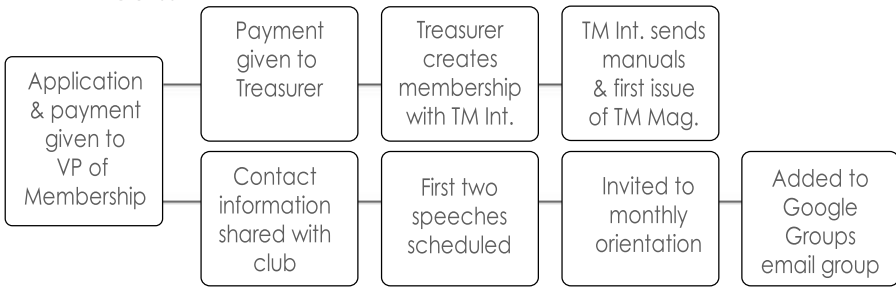 Application
& payment
given to
VP of
Membership
Payment
given to
Treasurer
Treasurer
creates
membership
with TM Int.
TM Int. sends
manuals
& first issue
of TM Mag.
Contact
information
shared with
club
First two
speeches
scheduled
Invited to
monthly
orientation
Added to
Google
Groups
email group